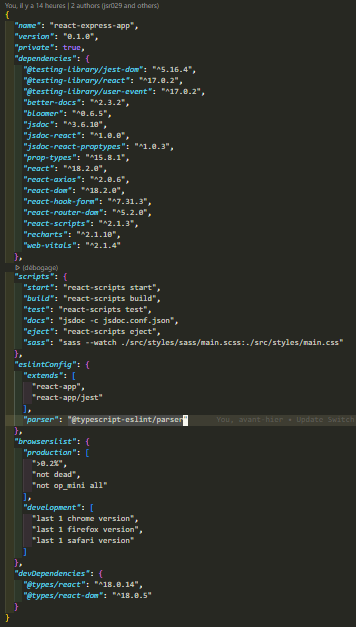 You, il y a 14 heures | 2 authors (jsr029 and others)
{
"name": "react-express-app",
"version": "0.1.0",
"private": true,
"dependencies": {
"@testing-library/jest-dom": "^5.16.4",
"@testing-library/react": "^17.0.2",
"@testing-library/user-event": "^17.0.2",
"better-docs": "^2.3.2",
"bloomer": "^0.6.5",
"jsdoc": "^3.6.10",
"jsdoc-react": "^1.0.0",
"jsdoc-react-proptypes": "^1.0.3",
"prop-types": "^15.8.1",
"react": "^18.2.0",
"react-axios": "^2.0.6",
"react-dom": "^18.2.0",
"react-hook-form": "^7.31.3",
"react-router-dom": "^5.2.0",
"react-scripts": "^2.1.3",
"recharts": "^2.1.10",
"web-vitals": "^2.1.4"
},
(débogage)
"scripts": {
"start": "react-scripts start",
"build": "react-scripts build",
"test": "react-scripts test",
"docs": "jsdoc -c jsdoc.conf.json",
"eject": "react-scripts eject",
"sass": "sass --watch ./src/styles/sass/main.scss:./src/styles/main.css"
},
"eslintConfig": {
"extends": [
"react-app",
"react-app/jest"
],
"parser": "@typescript-eslint/parser" You, avant-hier • Update Switch
},
"browserslist": {
"production": [
">0.2%",
"not dead",
"not op_mini all"
],
"development": [
"last 1 chrome version",
"last 1 firefox version",
"last 1 safari version"
]
},
"devDependencies": {
"@types/react": "^18.0.14",
"@types/react-dom": "^18.0.5"
}
}